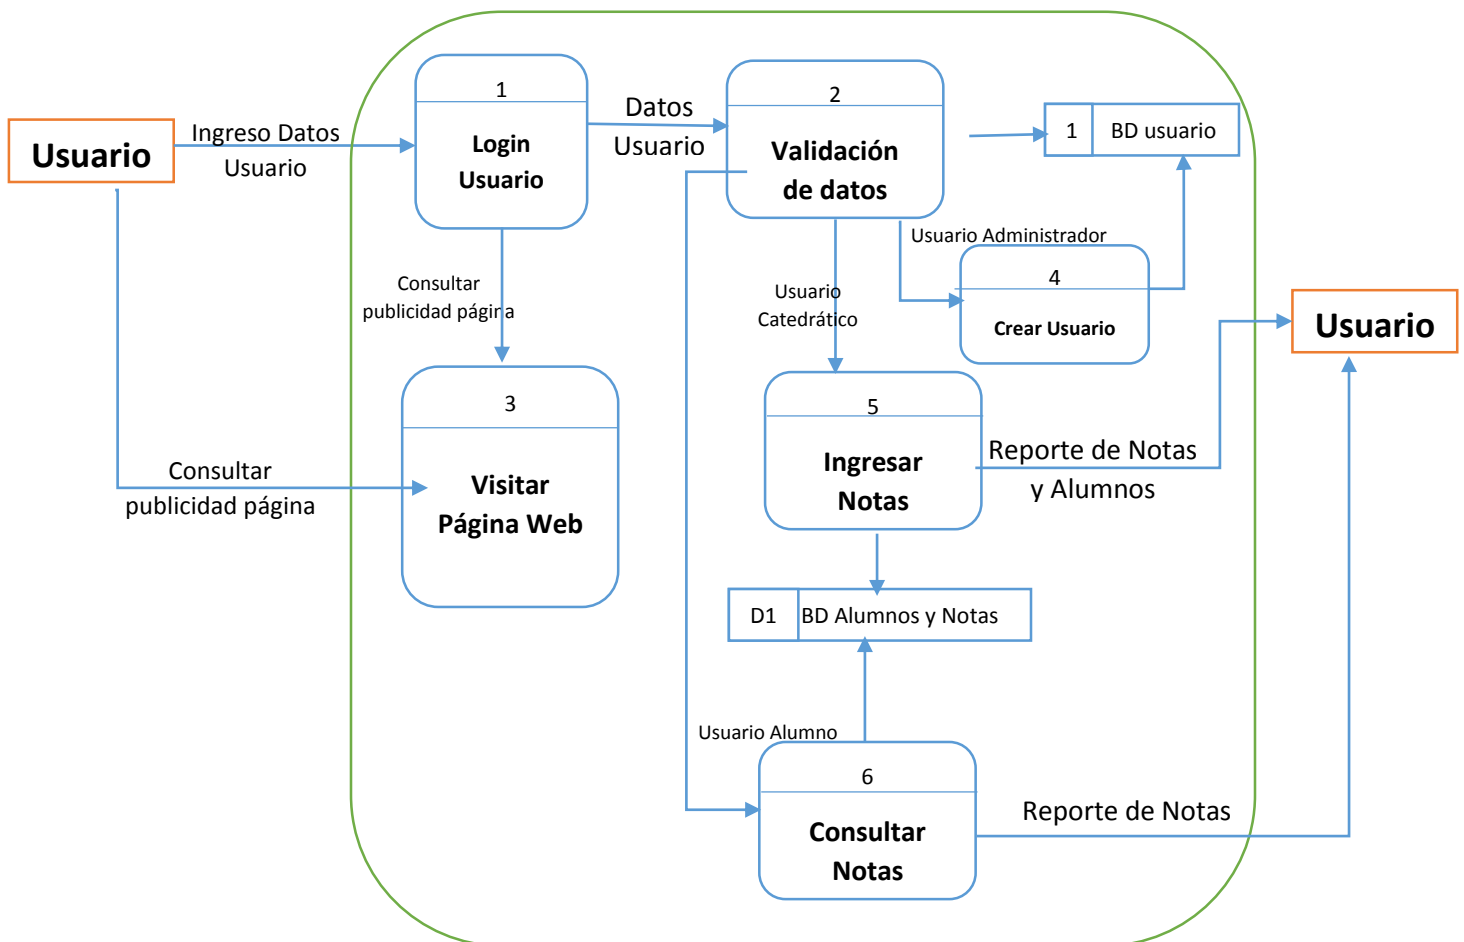 1
Login
Usuario
Datos
Usuario
2
Validación
de datos
1
BD usuario
Usuario
Ingreso Datos
Usuario
Usuario Administrador
4
Crear Usuario
Consultar
publicidad página
Usuario
Catedrático
Usuario
3
Visitar
Página Web
5
Ingresar
Notas
Reporte de Notas
y Alumnos
Consultar
publicidad página
D1
BD Alumnos y Notas
Usuario Alumno
6
Consultar
Notas
Reporte de Notas